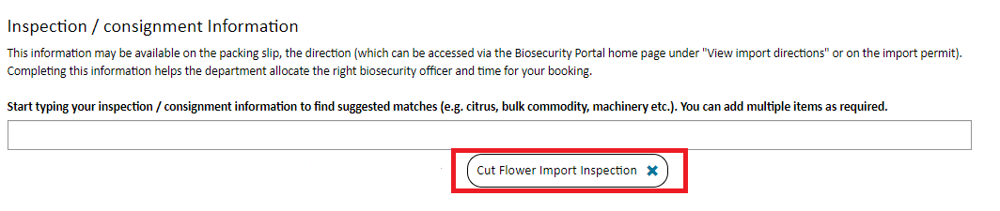 Inspection / consignment Information
This information may be available on the packing slip, the direction (which can be accessed via the Biosecurity Portal home page under "View import directions" or on the import permit).
Completing this information helps the department allocate the right biosecurity officer and time for your booking.
Start typing your inspection / consignment information to find suggested matches (e.g. citrus, bulk commodity, machinery etc.). You can add multiple items as required.
Cut Flower Import Inspection